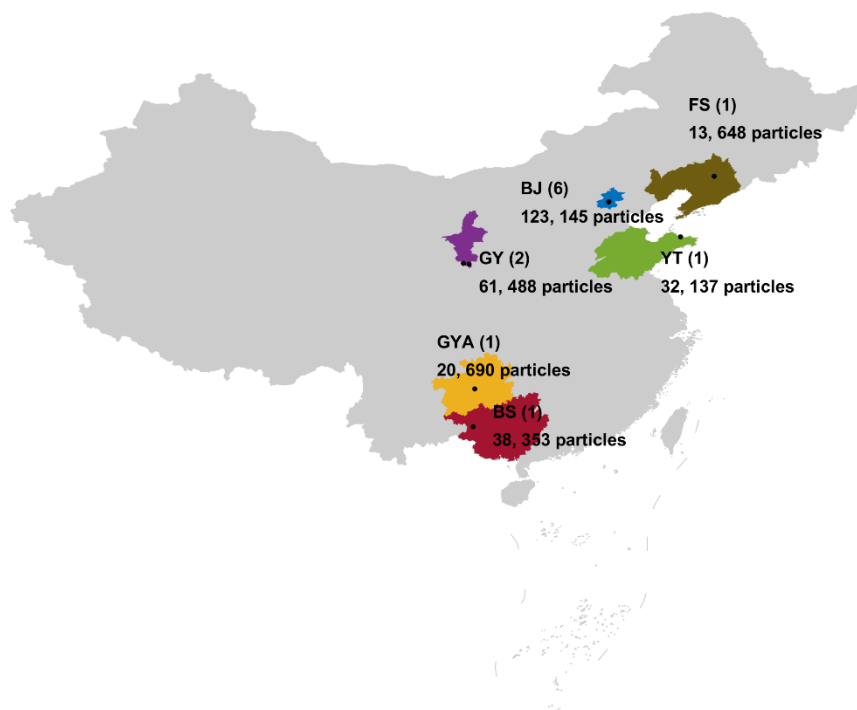 FS (1)
13, 648 particles
BJ (6)
123, 145 particles
GY (2)
61, 488 particles
YT (1)
32, 137 particles
GYA (1)
20, 690 particles
BS (1)
38, 353 particles